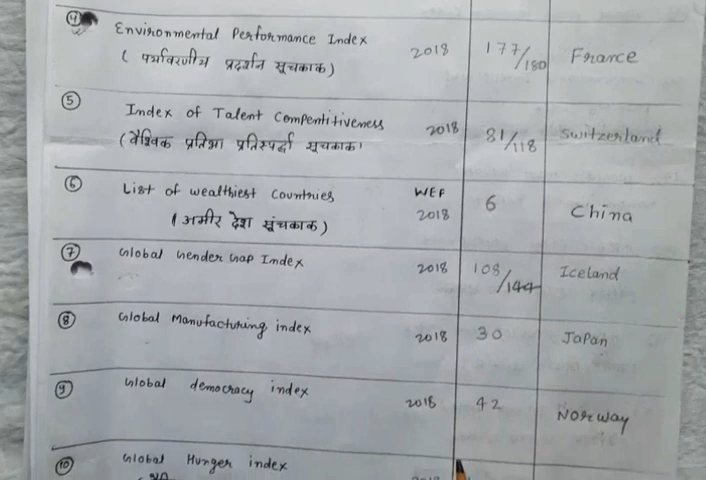 ④ Environmental Performance Index 2018 177/180 France
( पर्यावरणीय प्रदर्शन सूचकाक )
⑤ Index of Talent Compentitiveness 2018 81/118 Switzerland
(वैश्विक प्रतिभा प्रतिस्पर्दा सूचकाक)
⑥ List of wealthiest Countries WEF 2018 6 China
( अमीर देश सूंचकाक )
⑦ Global Gender Gap Index 2018 108/144 Iceland
⑧ Global Manufacturing index 2018 30 Japan
⑨ Global democracy index 2018 42 Norway
⑩ Global Hunger index